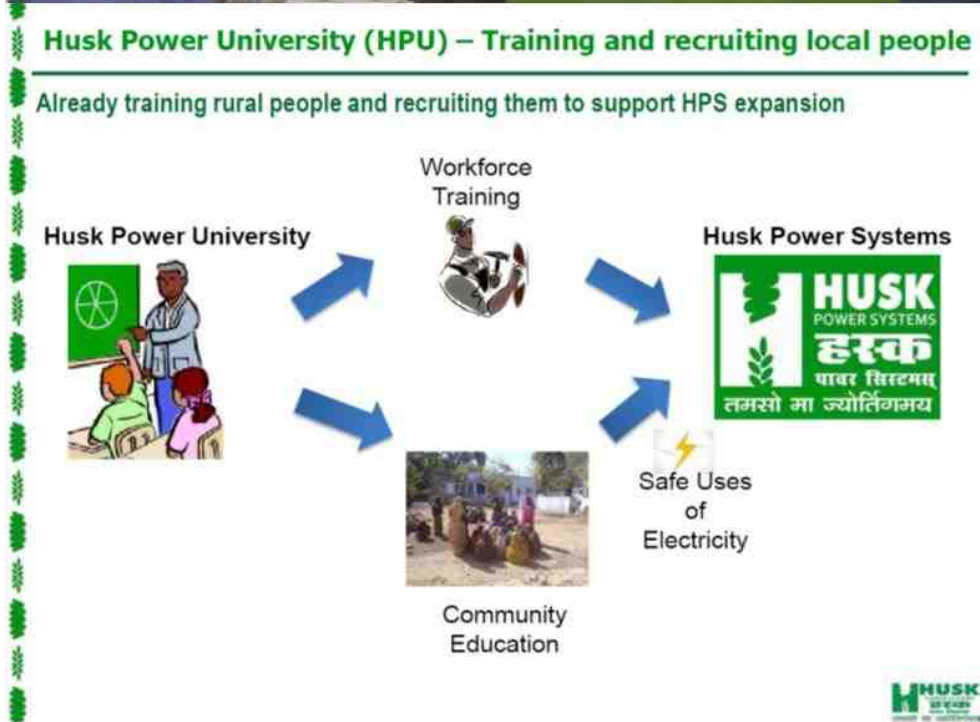 Husk Power University (HPU) – Training and recruiting local people
Already training rural people and recruiting them to support HPS expansion
Workforce
Training
Husk Power University
Husk Power Systems
HUSK
POWER SYSTEMS
हस्क
पावर सिस्टमस्
तमसो मा ज्योर्तिगमय
Safe Uses
of
Electricity
Community
Education
HUSK
हस्क